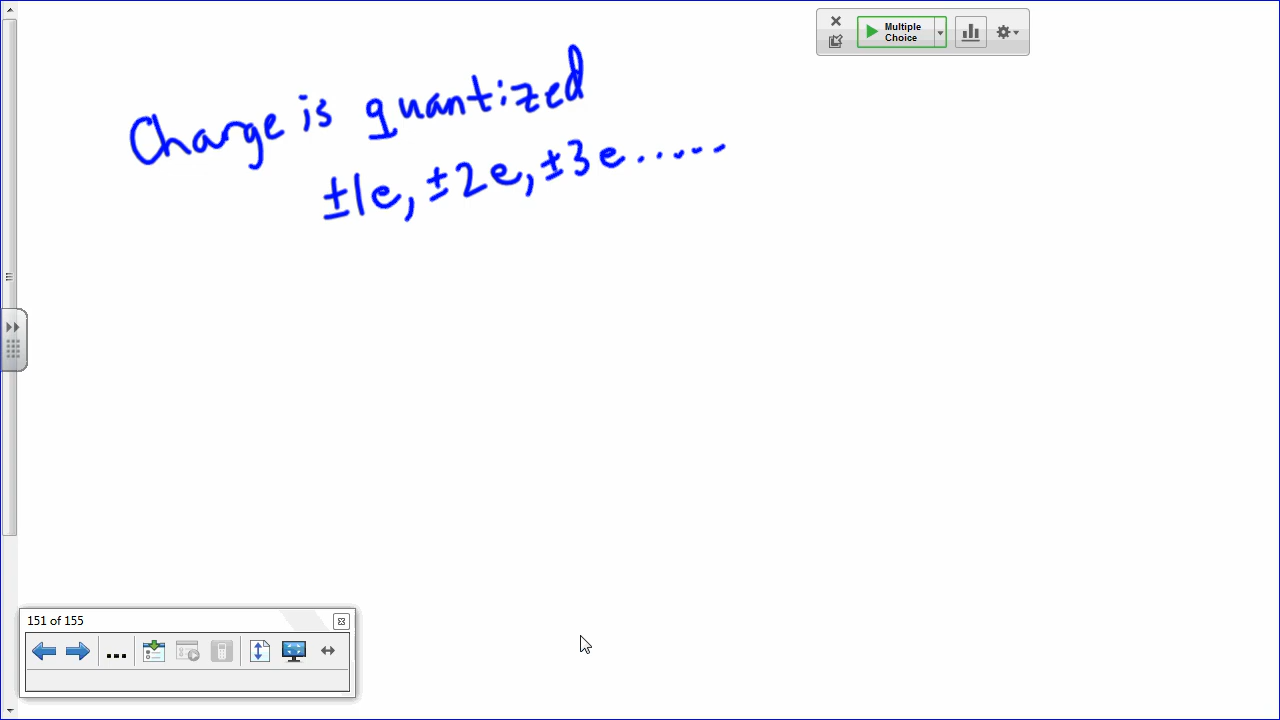 Multiple
Choice
Charge is quantized
±1e, ±2e, ±3e.....
151 of 155